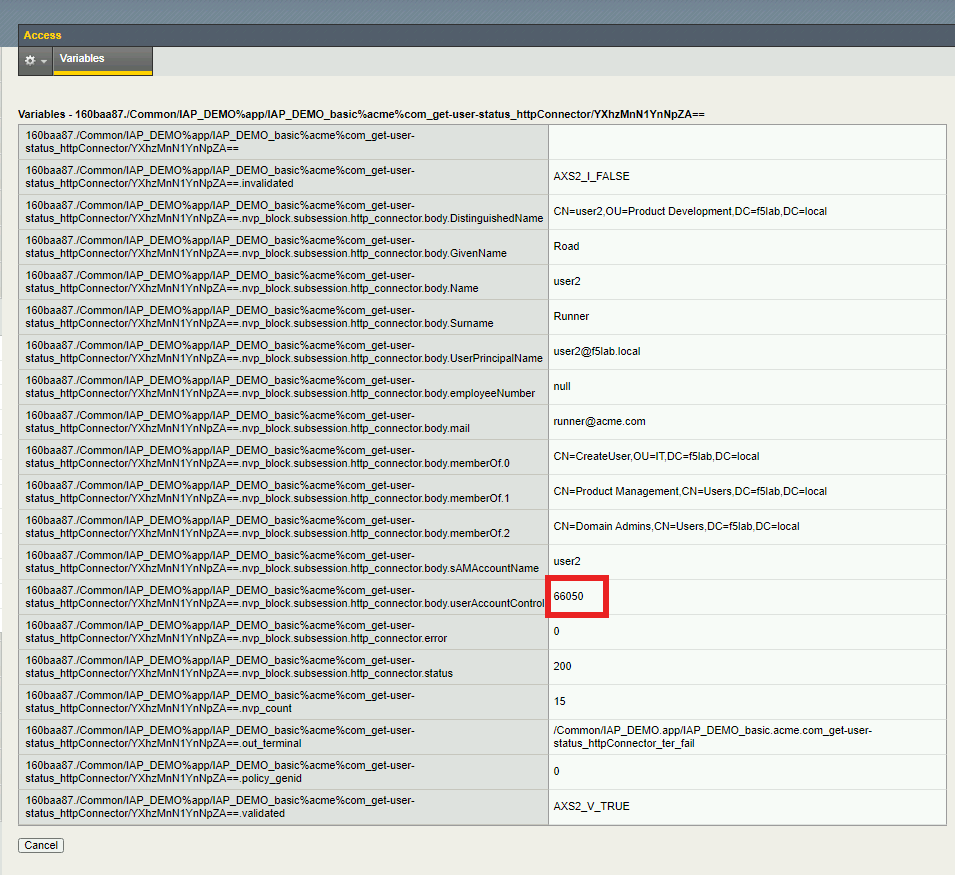 Access
Variables
Variables - 160baa87./Common/IAP_DEMO%app/IAP_DEMO_basic%acme%com_get-user-status_httpConnector/YXhzMnN1YnNpZA==
160baa87./Common/IAP_DEMO%app/IAP_DEMO_basic%acme%com_get-user-
status_httpConnector/YXhzMnN1YnNpZA==
160baa87./Common/IAP_DEMO%app/IAP_DEMO_basic%acme%com_get-user-
status_httpConnector/YXhzMnN1YnNpZA==.invalidated
AXS2_I_FALSE
160baa87./Common/IAP_DEMO%app/IAP_DEMO_basic%acme%com_get-user-
status_httpConnector/YXhzMnN1YnNpZA==.nvp_block.subsession.http_connector.body.DistinguishedName
CN=user2,OU=Product Development,DC=f5lab,DC=local
160baa87./Common/IAP_DEMO%app/IAP_DEMO_basic%acme%com_get-user-
status_httpConnector/YXhzMnN1YnNpZA==.nvp_block.subsession.http_connector.body.GivenName
Road
160baa87./Common/IAP_DEMO%app/IAP_DEMO_basic%acme%com_get-user-
status_httpConnector/YXhzMnN1YnNpZA==.nvp_block.subsession.http_connector.body.Name
user2
160baa87./Common/IAP_DEMO%app/IAP_DEMO_basic%acme%com_get-user-
status_httpConnector/YXhzMnN1YnNpZA==.nvp_block.subsession.http_connector.body.Surname
Runner
160baa87./Common/IAP_DEMO%app/IAP_DEMO_basic%acme%com_get-user-
status_httpConnector/YXhzMnN1YnNpZA==.nvp_block.subsession.http_connector.body.UserPrincipalName
user2@f5lab.local
160baa87./Common/IAP_DEMO%app/IAP_DEMO_basic%acme%com_get-user-
status_httpConnector/YXhzMnN1YnNpZA==.nvp_block.subsession.http_connector.body.employeeNumber
null
160baa87./Common/IAP_DEMO%app/IAP_DEMO_basic%acme%com_get-user-
status_httpConnector/YXhzMnN1YnNpZA==.nvp_block.subsession.http_connector.body.mail
runner@acme.com
160baa87./Common/IAP_DEMO%app/IAP_DEMO_basic%acme%com_get-user-
status_httpConnector/YXhzMnN1YnNpZA==.nvp_block.subsession.http_connector.body.memberOf.0
CN=CreateUser,OU=IT,DC=f5lab,DC=local
160baa87./Common/IAP_DEMO%app/IAP_DEMO_basic%acme%com_get-user-
status_httpConnector/YXhzMnN1YnNpZA==.nvp_block.subsession.http_connector.body.memberOf.1
CN=Product Management,CN=Users,DC=f5lab,DC=local
160baa87./Common/IAP_DEMO%app/IAP_DEMO_basic%acme%com_get-user-
status_httpConnector/YXhzMnN1YnNpZA==.nvp_block.subsession.http_connector.body.memberOf.2
CN=Domain Admins,CN=Users,DC=f5lab,DC=local
160baa87./Common/IAP_DEMO%app/IAP_DEMO_basic%acme%com_get-user-
status_httpConnector/YXhzMnN1YnNpZA==.nvp_block.subsession.http_connector.body.sAMAccountName
user2
160baa87./Common/IAP_DEMO%app/IAP_DEMO_basic%acme%com_get-user-
status_httpConnector/YXhzMnN1YnNpZA==.nvp_block.subsession.http_connector.body.userAccountControl
66050
160baa87./Common/IAP_DEMO%app/IAP_DEMO_basic%acme%com_get-user-
status_httpConnector/YXhzMnN1YnNpZA==.nvp_block.subsession.http_connector.error
0
160baa87./Common/IAP_DEMO%app/IAP_DEMO_basic%acme%com_get-user-
status_httpConnector/YXhzMnN1YnNpZA==.nvp_block.subsession.http_connector.status
200
160baa87./Common/IAP_DEMO%app/IAP_DEMO_basic%acme%com_get-user-
status_httpConnector/YXhzMnN1YnNpZA==.nvp_count
15
160baa87./Common/IAP_DEMO%app/IAP_DEMO_basic%acme%com_get-user-
status_httpConnector/YXhzMnN1YnNpZA==.out_terminal
/Common/IAP_DEMO.app/IAP_DEMO_basic.acme.com_get-user-
status_httpConnector_ter_fail
160baa87./Common/IAP_DEMO%app/IAP_DEMO_basic%acme%com_get-user-
status_httpConnector/YXhzMnN1YnNpZA==.policy_genid
0
160baa87./Common/IAP_DEMO%app/IAP_DEMO_basic%acme%com_get-user-
status_httpConnector/YXhzMnN1YnNpZA==.validated
AXS2_V_TRUE
Cancel